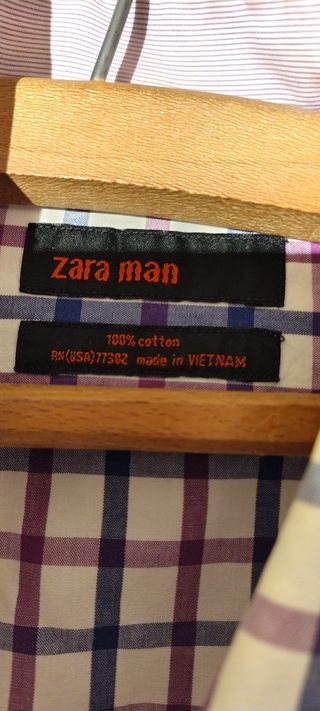 Zara man
100% cotton
RN(USA)77302 made in VIETNAM